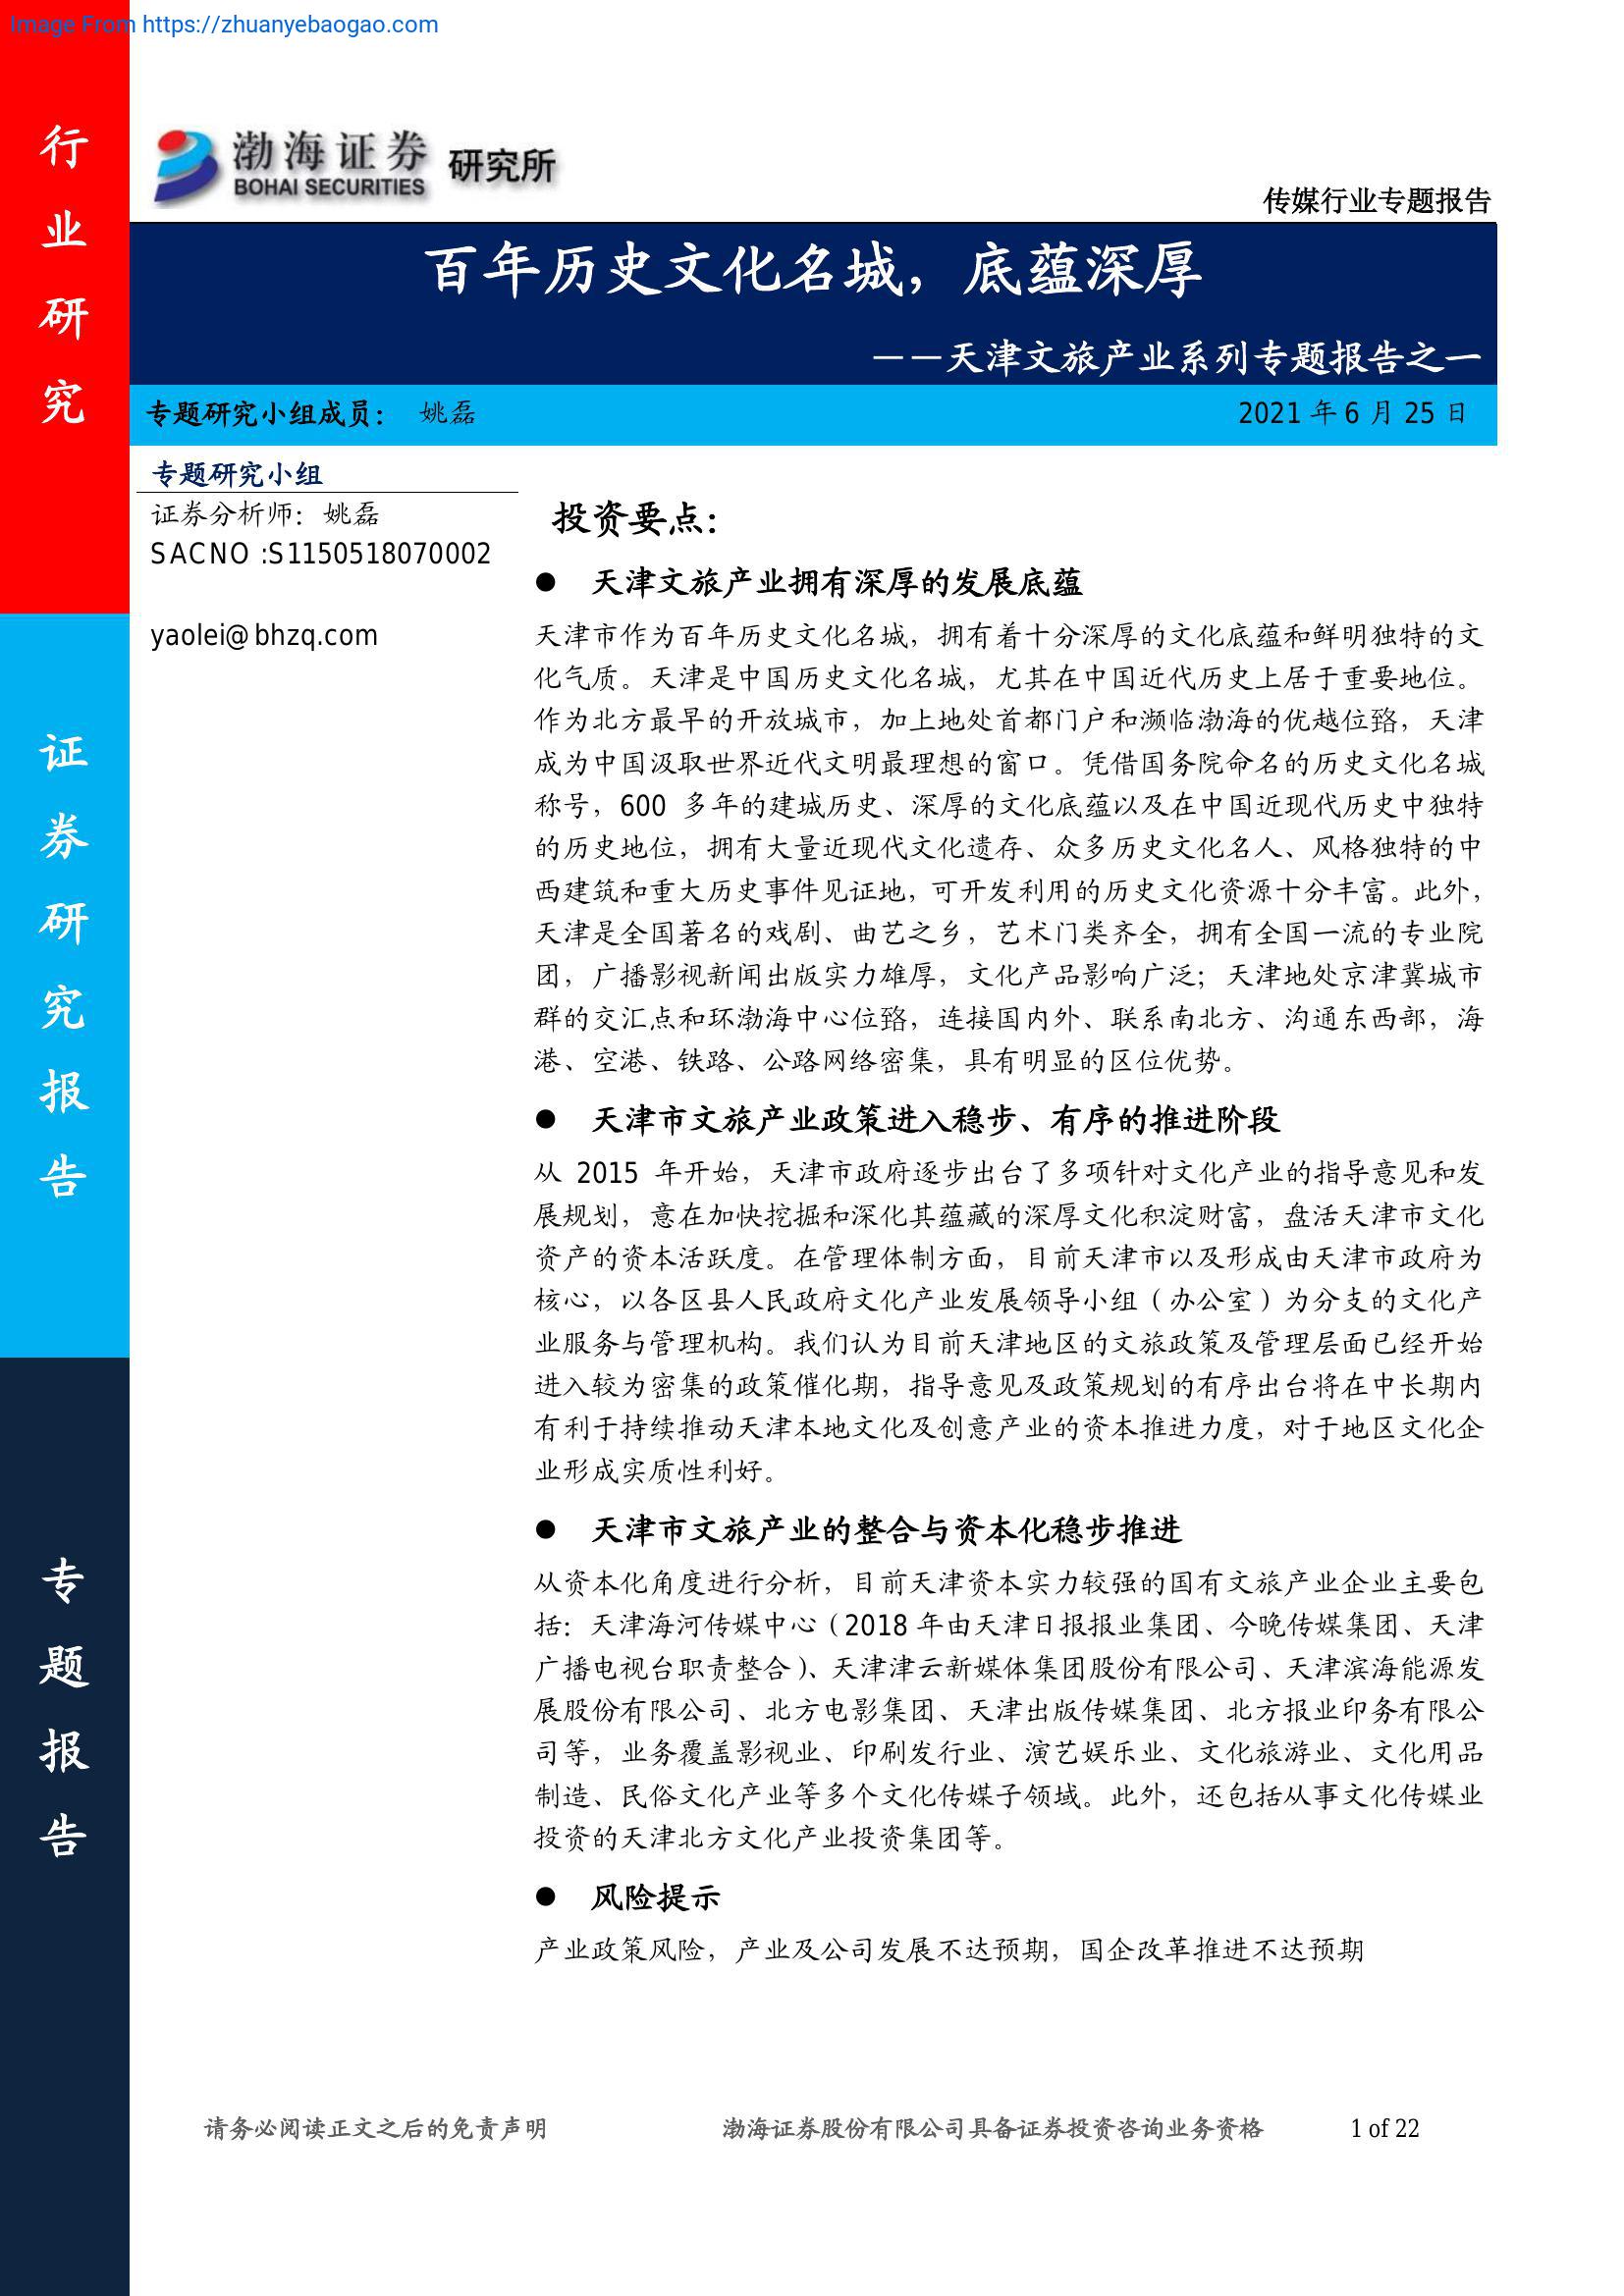 Image From https://zhuanyebaogao.com
行业研究
证券研究报告
专题报告
渤海证券 研究所
BOHAI SECURITIES
传媒行业专题报告
百年历史文化名城，底蕴深厚
——天津文旅产业系列专题报告之一
专题研究小组成员： 姚磊 2021 年 6 月 25 日
专题研究小组
证券分析师：姚磊
SACNO :S1150518070002
yaolei@bhzq.com
投资要点：
● 天津文旅产业拥有深厚的发展底蕴
天津市作为百年历史文化名城，拥有着十分深厚的文化底蕴和鲜明独特的文
化气质。天津是中国历史文化名城，尤其在中国近代历史上居于重要地位。
作为北方最早的开放城市，加上地处首都门户和濒临渤海的优越位臵，天津
成为中国汲取世界近代文明最理想的窗口。凭借国务院命名的历史文化名城
称号，600 多年的建城历史、深厚的文化底蕴以及在中国近现代历史中独特
的历史地位，拥有大量近现代文化遗存、众多历史文化名人、风格独特的中
西建筑和重大历史事件见证地，可开发利用的历史文化资源十分丰富。此外，
天津是全国著名的戏剧、曲艺之乡，艺术门类齐全，拥有全国一流的专业院
团，广播影视新闻出版实力雄厚，文化产品影响广泛；天津地处京津冀城市
群的交汇点和环渤海中心位臵，连接国内外、联系南北方、沟通东西部，海
港、空港、铁路、公路网络密集，具有明显的区位优势。
● 天津市文旅产业政策进入稳步、有序的推进阶段
从 2015 年开始，天津市政府逐步出台了多项针对文化产业的指导意见和发
展规划，意在加快挖掘和深化其蕴藏的深厚文化积淀财富，盘活天津市文化
资产的资本活跃度。在管理体制方面，目前天津市以及形成由天津市政府为
核心，以各区县人民政府文化产业发展领导小组（办公室）为分支的文化产
业服务与管理机构。我们认为目前天津地区的文旅政策及管理层面已经开始
进入较为密集的政策催化期，指导意见及政策规划的有序出台将在中长期内
有利于持续推动天津本地文化及创意产业的资本推进力度，对于地区文化企
业形成实质性利好。
● 天津市文旅产业的整合与资本化稳步推进
从资本化角度进行分析，目前天津资本实力较强的国有文旅产业企业主要包
括：天津海河传媒中心（2018 年由天津日报报业集团、今晚传媒集团、天津
广播电视台职责整合）、天津津云新媒体集团股份有限公司、天津滨海能源发
展股份有限公司、北方电影集团、天津出版传媒集团、北方报业印务有限公
司等，业务覆盖影视业、印刷发行业、演艺娱乐业、文化旅游业、文化用品
制造、民俗文化产业等多个文化传媒子领域。此外，还包括从事文化传媒业
投资的天津北方文化产业投资集团等。
● 风险提示
产业政策风险，产业及公司发展不达预期，国企改革推进不达预期
请务必阅读正文之后的免责声明 渤海证券股份有限公司具备证券投资咨询业务资格 1 of 22